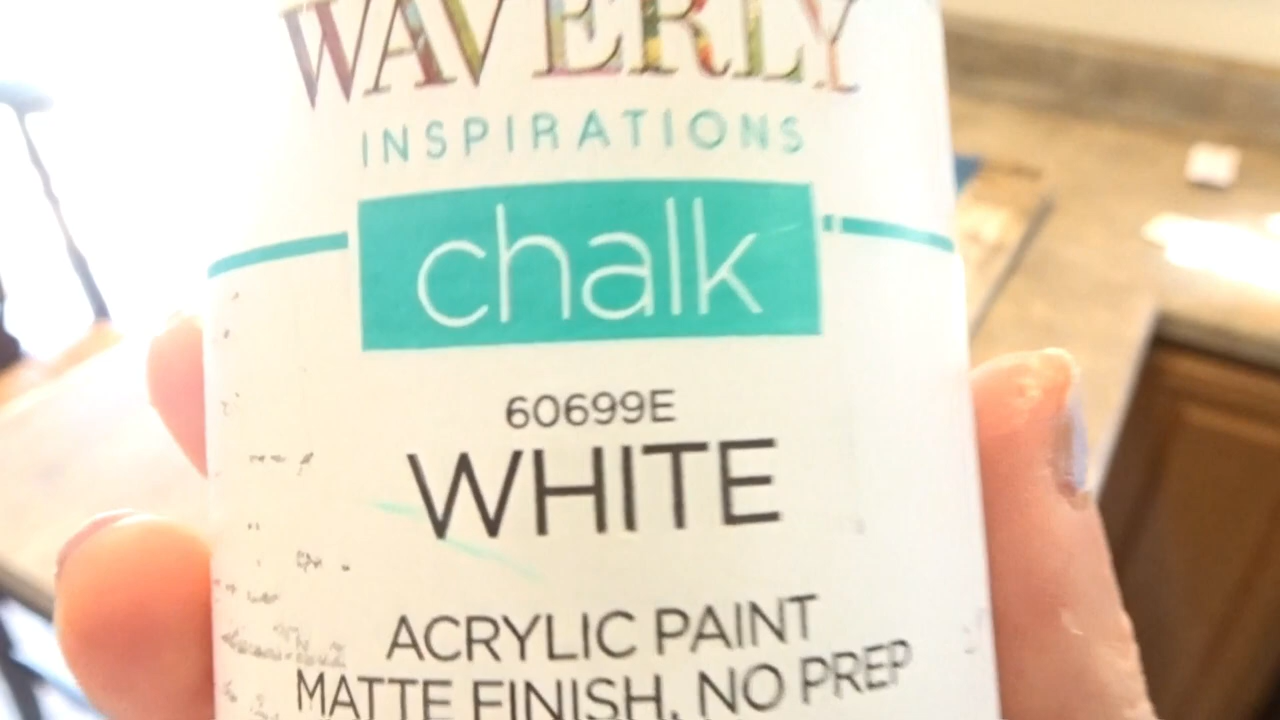 WAVERLY
INSPIRATIONS
chalk
60699E
WHITE
ACRYLIC PAINT
MATTE FINISH, NO PREP